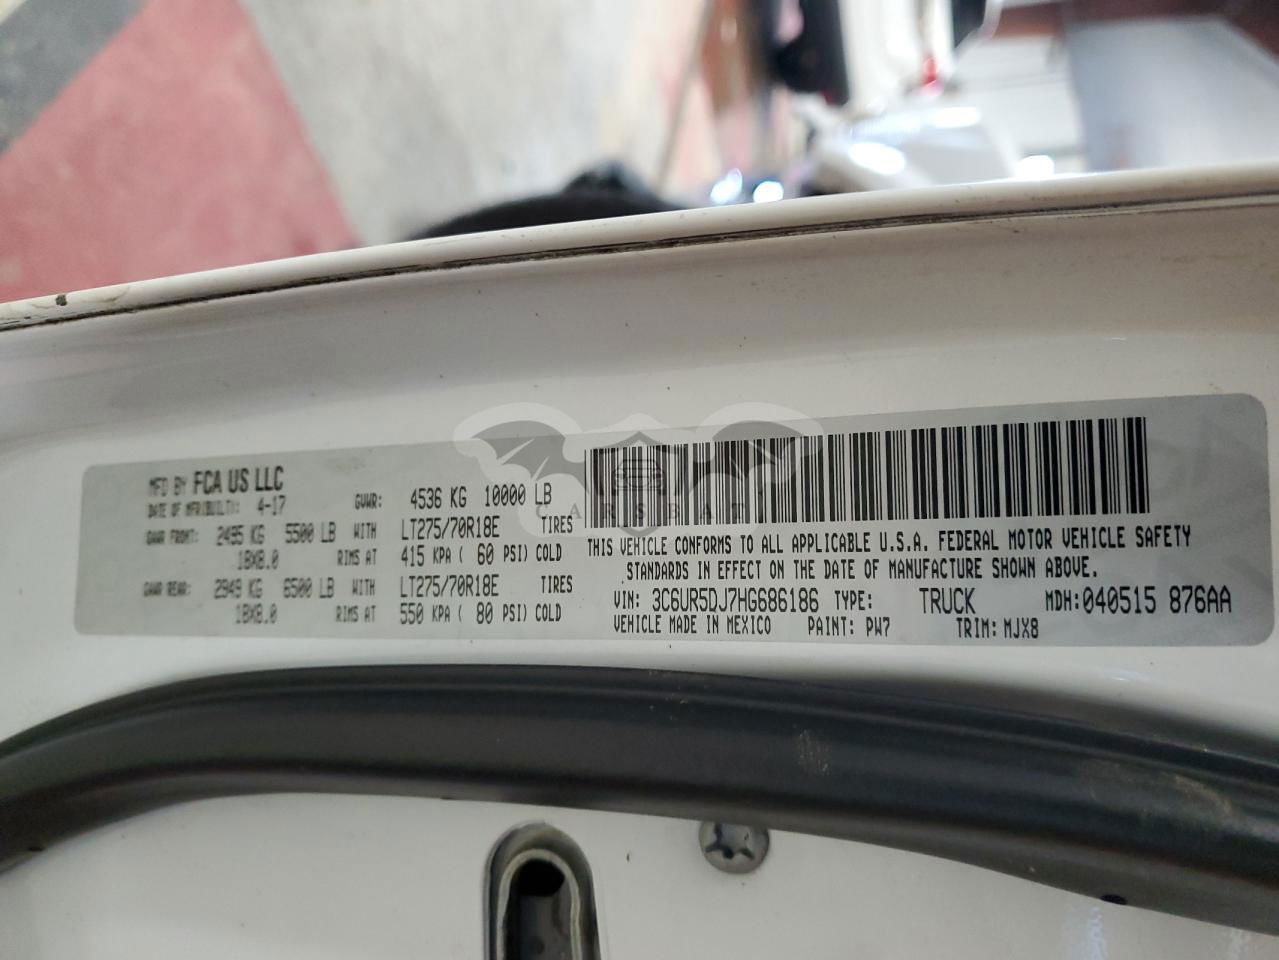 MFD BY FCA US LLC
DATE OF MFR(BUILT): 4-17 GVWR: 4536 KG 10000 LB
GAWR FRONT: 2495 KG 5500 LB WITH LT275/70R18E TIRES
18X8.0 RIMS AT 415 KPA ( 60 PSI) COLD
GAWR REAR: 2949 KG 6500 LB WITH LT275/70R18E TIRES
18X8.0 RIMS AT 550 KPA ( 80 PSI) COLD
CARSBAT
THIS VEHICLE CONFORMS TO ALL APPLICABLE U.S.A. FEDERAL MOTOR VEHICLE SAFETY
STANDARDS IN EFFECT ON THE DATE OF MANUFACTURE SHOWN ABOVE.
VIN: 3C6UR5DJ7HG686186 TYPE: TRUCK MDH:040515 876AA
VEHICLE MADE IN MEXICO PAINT: PW7 TRIM: MJX8